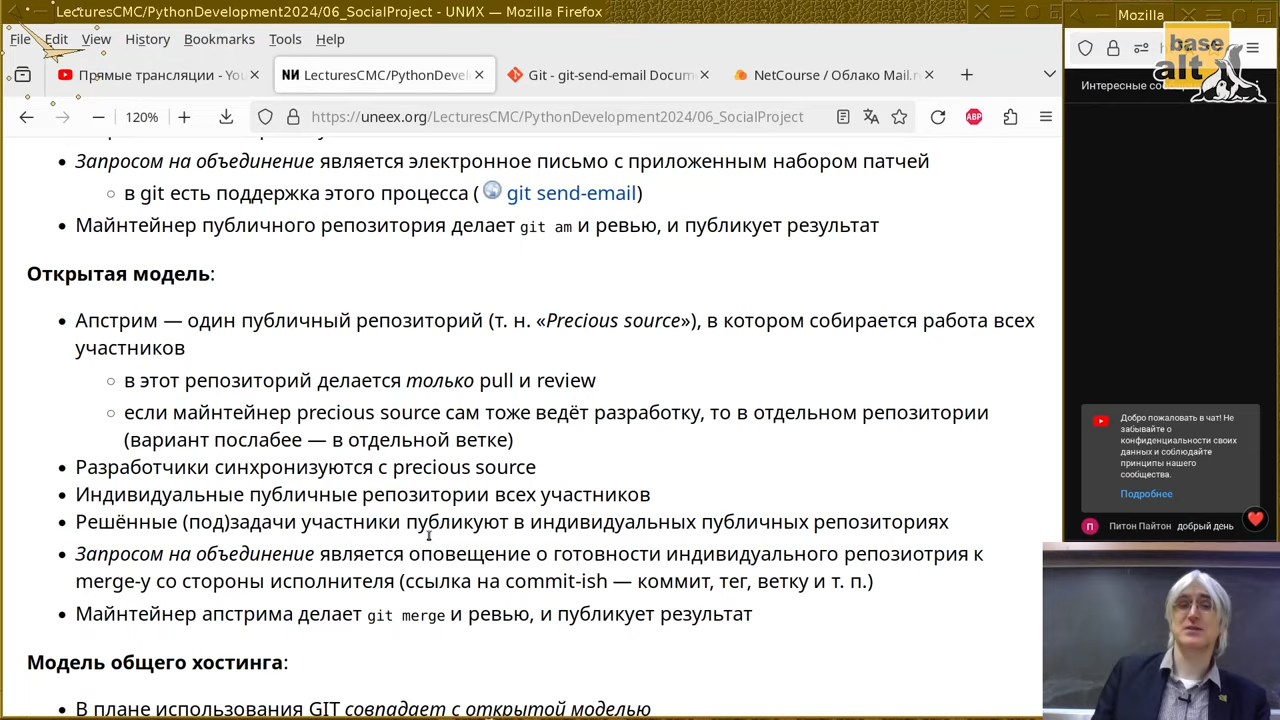 LecturesCMC/PythonDevelopment2024/06_SocialProject - UNИX — Mozilla Firefox
Mozilla
File Edit View History Bookmarks Tools Help
Прямые трансляции - You
NИ LecturesCMC/PythonDevel
Git - git-send-email Docum
NetCourse / Облако Mail.r
120%
https://uneex.org/LecturesCMC/PythonDevelopment2024/06_SocialProject
ABP
base
alt
Интересные со
Запросом на объединение является электронное письмо с приложенным набором патчей
в git есть поддержка этого процесса ( git send-email)
Майнтейнер публичного репозитория делает git am и ревью, и публикует результат
Открытая модель:
Апстрим — один публичный репозиторий (т. н. «Precious source»), в котором собирается работа всех
участников
в этот репозиторий делается только pull и review
если майнтейнер precious source сам тоже ведёт разработку, то в отдельном репозитории
(вариант послабее — в отдельной ветке)
Разработчики синхронизуются с precious source
Индивидуальные публичные репозитории всех участников
Решённые (под)задачи участники публикуют в индивидуальных публичных репозиториях
Запросом на объединение является оповещение о готовности индивидуального репозиотрия к
merge-у со стороны исполнителя (ссылка на commit-ish — коммит, тег, ветку и т. п.)
Майнтейнер апстрима делает git merge и ревью, и публикует результат
Модель общего хостинга:
В плане использования GIT совпадает с открытой моделью
Добро пожаловать в чат! Не
забывайте о
конфиденциальности своих
данных и соблюдайте
принципы нашего
сообщества.
Подробнее
П Питон Пайтон добрый день